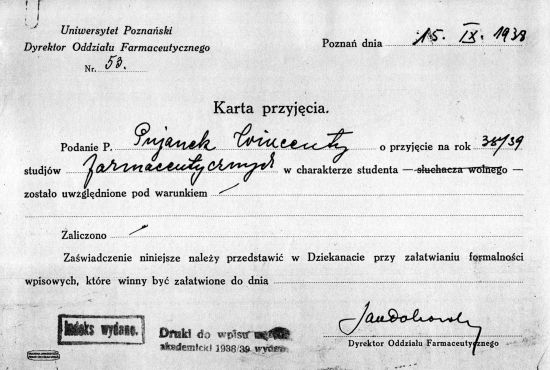 Uniwersytet Poznański
Dyrektor Oddziału Farmaceutycznego
Nr. 53.
Poznań dnia 15. IX. 1938
Karta przyjęcia.
Podanie P. Pujanek Wincenty o przyjęcie na rok 38/39
studjów farmaceutycznych w charakterze studenta — słuchacza wolnego —
zostało uwzględnione pod warunkiem
Zaliczono
Zaświadczenie niniejsze należy przedstawić w Dziekanacie przy załatwianiu formalności
wpisowych, które winny być załatwione do dnia
Indeks wydano.
Druki do wpisu
akademicki 1938/39 wydano
Dyrektor Oddziału Farmaceutycznego